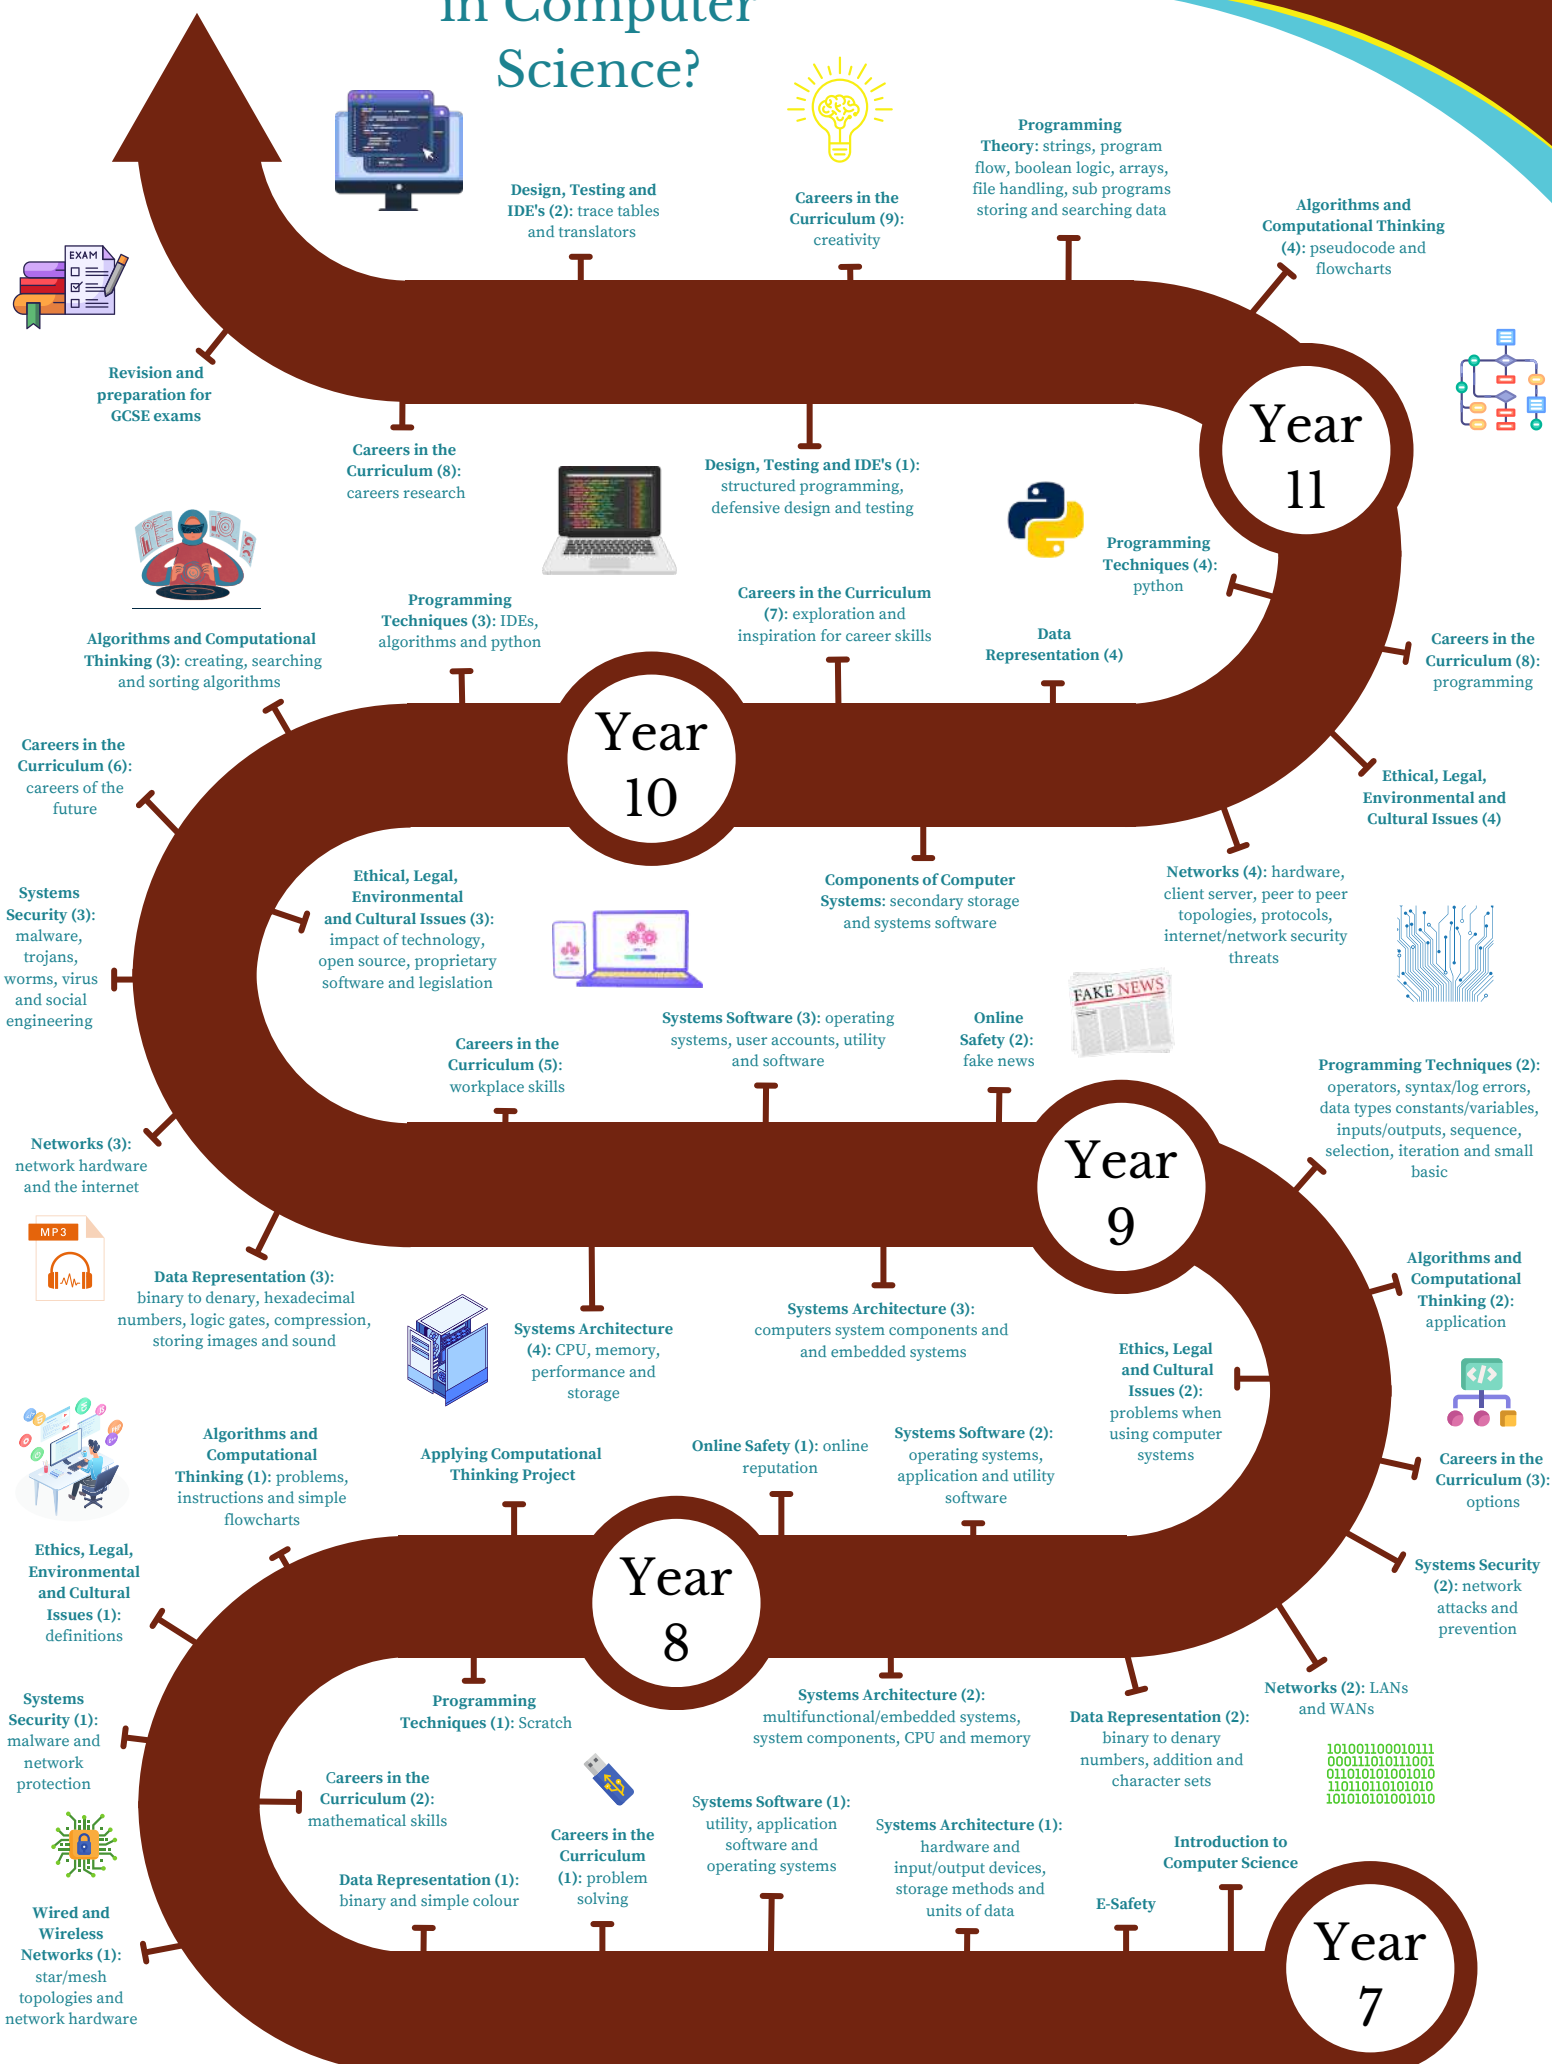 in Computer
Science?
Programming
Theory: strings, program
flow, boolean logic, arrays,
file handling, sub programs
storing and searching data
Design, Testing and
IDE's (2): trace tables
and translators
Careers in the
Curriculum (9):
creativity
Algorithms and
Computational Thinking
(4): pseudocode and
flowcharts
EXAM
Revision and
preparation for
GCSE exams
Year
11
Careers in the
Curriculum (8):
careers research
Design, Testing and IDE's (1):
structured programming,
defensive design and testing
Programming
Techniques (4):
python
Programming
Techniques (3): IDEs,
algorithms and python
Careers in the Curriculum
(7): exploration and
inspiration for career skills
Data
Representation (4)
Careers in the
Curriculum (8):
programming
Algorithms and Computational
Thinking (3): creating, searching
and sorting algorithms
Year
10
Careers in the
Curriculum (6):
careers of the
future
Ethical, Legal,
Environmental and
Cultural Issues (4)
Systems
Security (3):
malware,
trojans,
worms, virus
and social
engineering
Ethical, Legal,
Environmental
and Cultural Issues (3):
impact of technology,
open source, proprietary
software and legislation
Components of Computer
Systems: secondary storage
and systems software
Networks (4): hardware,
client server, peer to peer
topologies, protocols,
internet/network security
threats
FAKE NEWS
Careers in the
Curriculum (5):
workplace skills
Systems Software (3): operating
systems, user accounts, utility
and software
Online
Safety (2):
fake news
Programming Techniques (2):
operators, syntax/log errors,
data types constants/variables,
inputs/outputs, sequence,
selection, iteration and small
basic
Year
9
Networks (3):
network hardware
and the internet
MP3
Data Representation (3):
binary to denary, hexadecimal
numbers, logic gates, compression,
storing images and sound
Systems Architecture
(4): CPU, memory,
performance and
storage
Systems Architecture (3):
computers system components and
and embedded systems
Algorithms and
Computational
Thinking (2):
application
Ethics, Legal
and Cultural
Issues (2):
problems when
using computer
systems
</>
Algorithms and
Computational
Thinking (1): problems,
instructions and simple
flowcharts
Applying Computational
Thinking Project
Online Safety (1): online
reputation
Systems Software (2):
operating systems,
application and utility
software
Careers in the
Curriculum (3):
options
Ethics, Legal,
Environmental
and Cultural
Issues (1):
definitions
Year
8
Systems Security
(2): network
attacks and
prevention
Systems
Security (1):
malware and
network
protection
Programming
Techniques (1): Scratch
Systems Architecture (2):
multifunctional/embedded systems,
system components, CPU and memory
Data Representation (2):
binary to denary
numbers, addition and
character sets
Networks (2): LANs
and WANs
101001100010111
000111010111001
011010101001010
110110110101010
101010101001010
Careers in the
Curriculum (2):
mathematical skills
Careers in the
Curriculum
(1): problem
solving
Systems Software (1):
utility, application
software and
operating systems
Systems Architecture (1):
hardware and
input/output devices,
storage methods and
units of data
Introduction to
Computer Science
Data Representation (1):
binary and simple colour
E-Safety
Wired and
Wireless
Networks (1):
star/mesh
topologies and
network hardware
Year
7